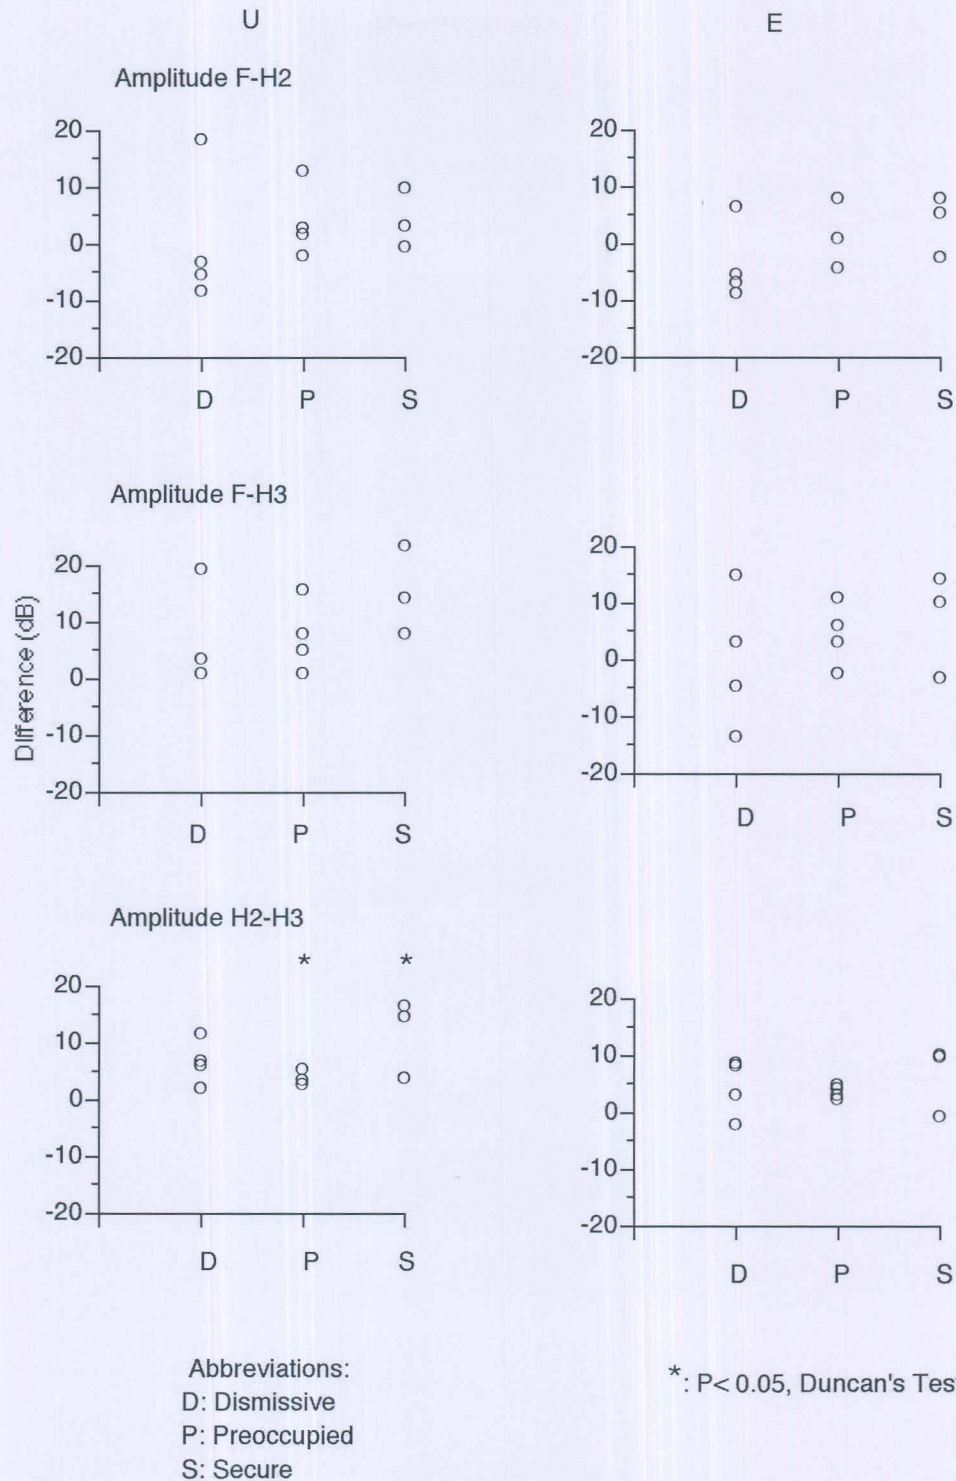 U
E
Amplitude F-H2
20
10
0
-10
-20
D P S
20
10
0
-10
-20
D P S
Amplitude F-H3
DIfference (dB)
20
10
0
-10
-20
D P S
20
10
0
-10
-20
D P S
Amplitude H2-H3
* *
20
10
0
-10
-20
D P S
20
10
0
-10
-20
D P S
Abbreviations:
D: Dismissive
P: Preoccupied
S: Secure
*: P< 0.05, Duncan's Tes